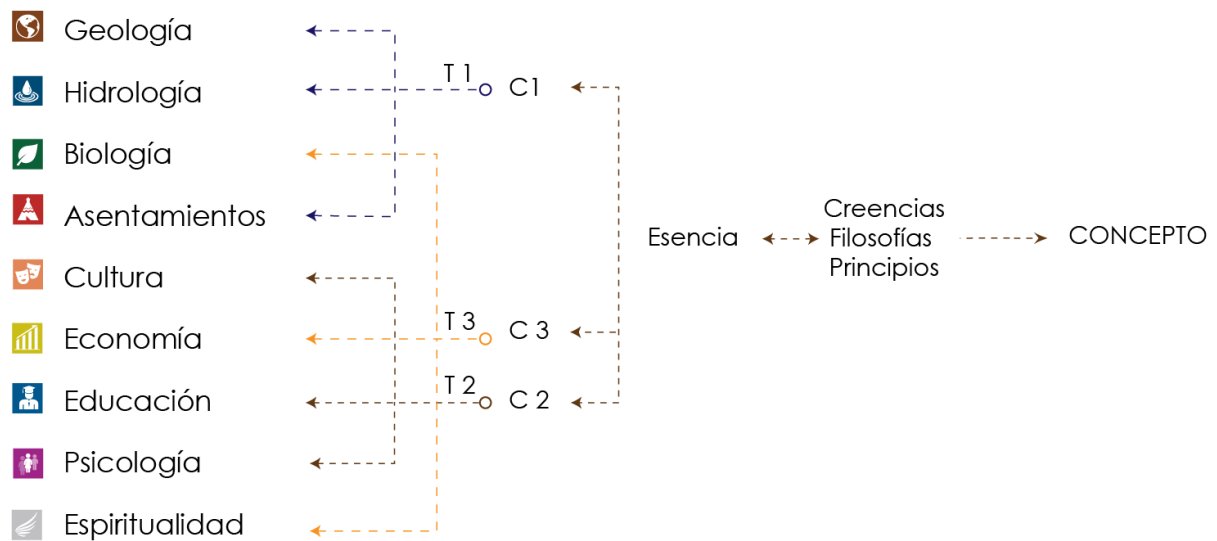 Geología
Hidrología
Biología
Asentamientos
Cultura
Economía
Educación
Psicología
Espiritualidad
T 1
C1
T 3
C 3
T 2
C 2
Esencia
Creencias
Filosofías
Principios
CONCEPTO